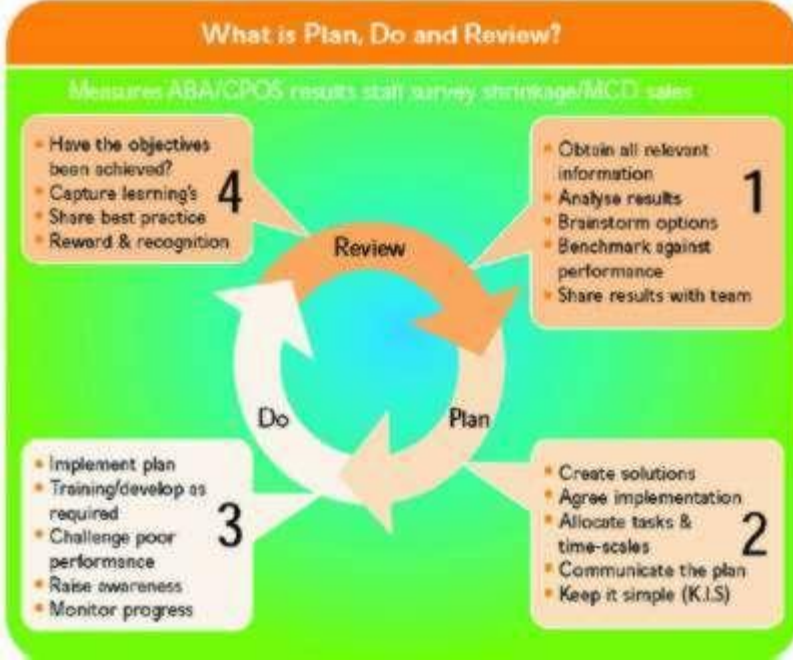 What is Plan, Do and Review?
Measures ABA/CPOS results staff survey shrinkage/MCD sales
• Have the objectives
been achieved?
• Capture learning's
• Share best practice
• Reward & recognition
4
• Obtain all relevant
information
• Analyse results
• Brainstorm options
• Benchmark against
performance
• Share results with team
1
Review
Do
Plan
• Implement plan
• Training/develop as
required
• Challenge poor
performance
• Raise awareness
• Monitor progress
3
• Create solutions
• Agree implementation
• Allocate tasks &
time-scales
• Communicate the plan
• Keep it simple (K.I.S)
2